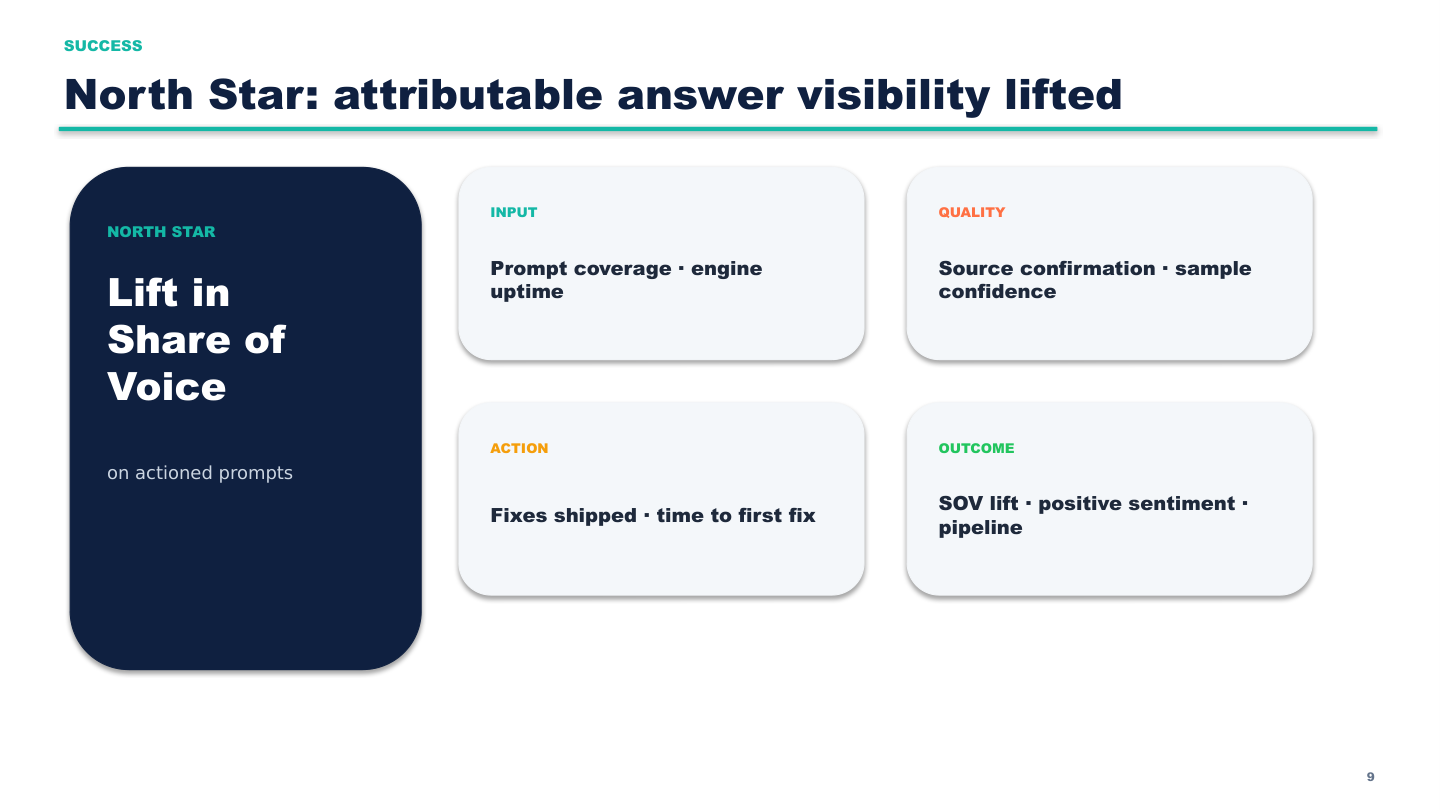 SUCCESS
North Star: attributable answer visibility lifted
NORTH STAR
Lift in
Share of
Voice
on actioned prompts
INPUT
Prompt coverage · engine
uptime
QUALITY
Source confirmation · sample
confidence
ACTION
Fixes shipped · time to first fix
OUTCOME
SOV lift · positive sentiment ·
pipeline
9